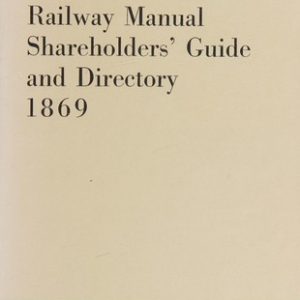 Railway Manual
Shareholders' Guide
and Directory
1869